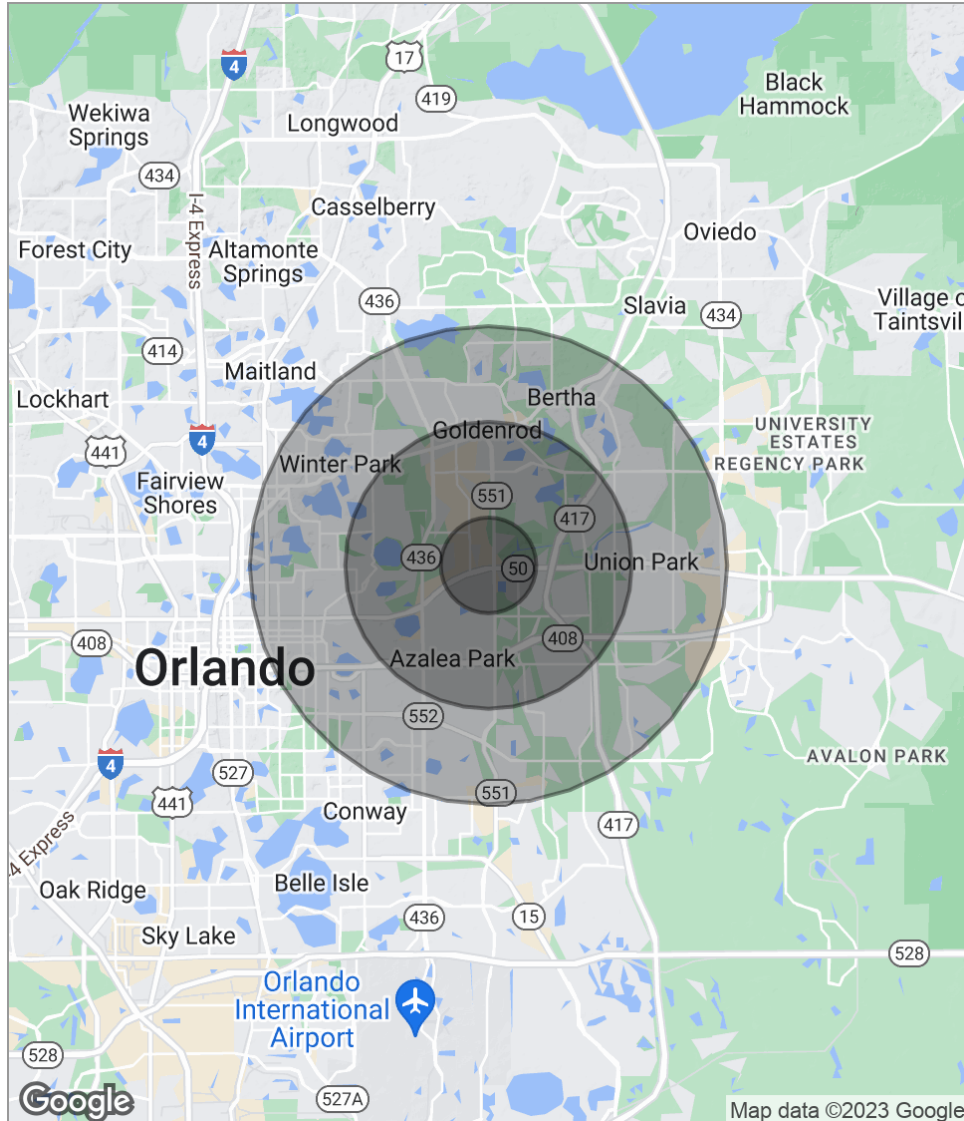 4
17
Black
Hammock
Wekiwa
Springs
419
Longwood
434
I-4 Express
Casselberry
Oviedo
Forest City
Altamonte
Springs
436
Slavia
Village o
Taintsvil
434
414
Maitland
Lockhart
Bertha
4
441
Goldenrod
UNIVERSITY
ESTATES
Winter Park
REGENCY PARK
Fairview
Shores
551
417
436
50
Union Park
408
408
Orlando
Azalea Park
552
4
527
AVALON PARK
441
551
Conway
417
-4 Express
Oak Ridge
Belle Isle
436
15
Sky Lake
528
Orlando
International
Airport
528
527A
Google
Map data ©2023 Google